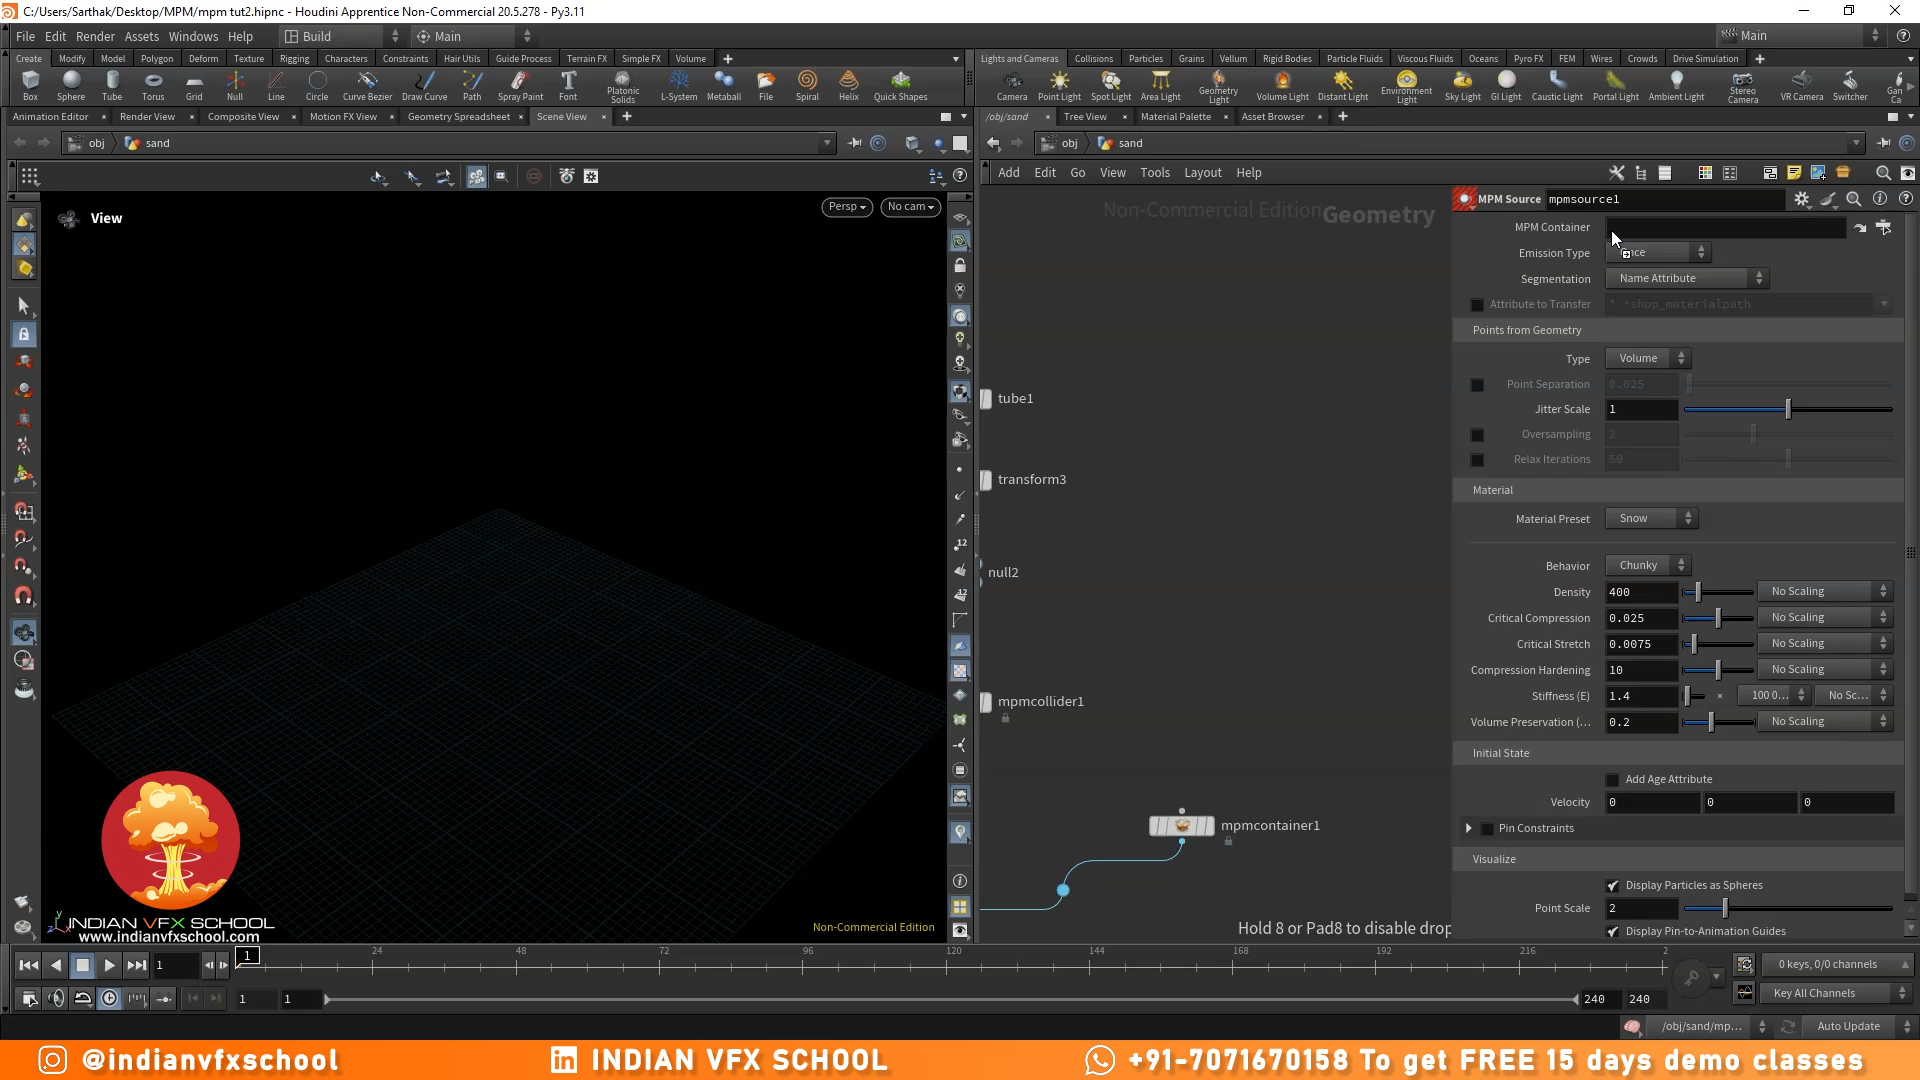 C:/Users/Sarthak/Desktop/MPM/mpm tut2.hipnc - Houdini Apprentice Non-Commercial 20.5.278 - Py3.11
File Edit Render Assets Windows Help Build Main Main
Create Modify Model Polygon Deform Texture Rigging Characters Constraints Hair Utils Guide Process Terrain FX Simple FX Volume
Lights and Cameras Collisions Particles Grains Vellum Rigid Bodies Particle Fluids Viscous Fluids Oceans Pyro FX FEM Wires Crowds Drive Simulation
Box Sphere Tube Torus Grid Null Line Circle Curve Bezier Draw Curve Path Spray Paint Font Platonic Solids L-System Metaball File Spiral Helix Quick Shapes
Camera Point Light Spot Light Area Light Geometry Light Volume Light Distant Light Environment Light Sky Light GI Light Caustic Light Portal Light Ambient Light Stereo Camera VR Camera Switcher Gan Ca
Animation Editor Render View Composite View Motion FX View Geometry Spreadsheet Scene View
/obj/sand Tree View Material Palette Asset Browser
obj sand
obj sand
Add Edit Go View Tools Layout Help
View
Persp No cam
Non-Commercial Edition Geometry
MPM Source mpmsource1
MPM Container
Emission Type
Segmentation Name Attribute
Attribute to Transfer * *shop_materialpath
Points from Geometry
Type Volume
Point Separation 0.025
Jitter Scale 1
Oversampling 2
Relax Iterations 50
Material
Material Preset Snow
Behavior Chunky
Density 400 No Scaling
Critical Compression 0.025 No Scaling
Critical Stretch 0.0075 No Scaling
Compression Hardening 10 No Scaling
Stiffness (E) 1.4 × 100 0... No Sc...
Volume Preservation (... 0.2 No Scaling
Initial State
Add Age Attribute
Velocity 0 0 0
Pin Constraints
Visualize
Display Particles as Spheres
Point Scale 2
Display Pin-to-Animation Guides
tube1
transform3
null2
mpmcollider1
mpmcontainer1
Hold 8 or Pad8 to disable drop
12
12
INDIAN VFX SCHOOL
www.indianvfxschool.com
Non-Commercial Edition
1 1 24 48 72 96 120 144 168 192 216 2
0 keys, 0/0 channels
1 1 240 240
Key All Channels
/obj/sand/mp... Auto Update
@indianvfxschool INDIAN VFX SCHOOL +91-7071670158 To get FREE 15 days demo classes